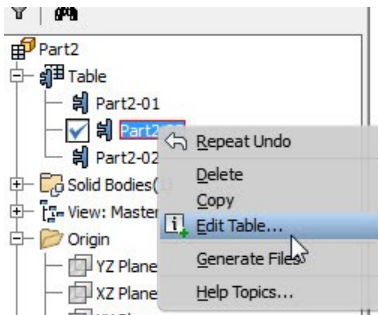 Part2
Table
Part2-01
Part2
Part2-02
Solid Bodies(
View: Master
Origin
YZ Plane
XZ Plane
Repeat Undo
Delete
Copy
Edit Table...
Generate Files
Help Topics...